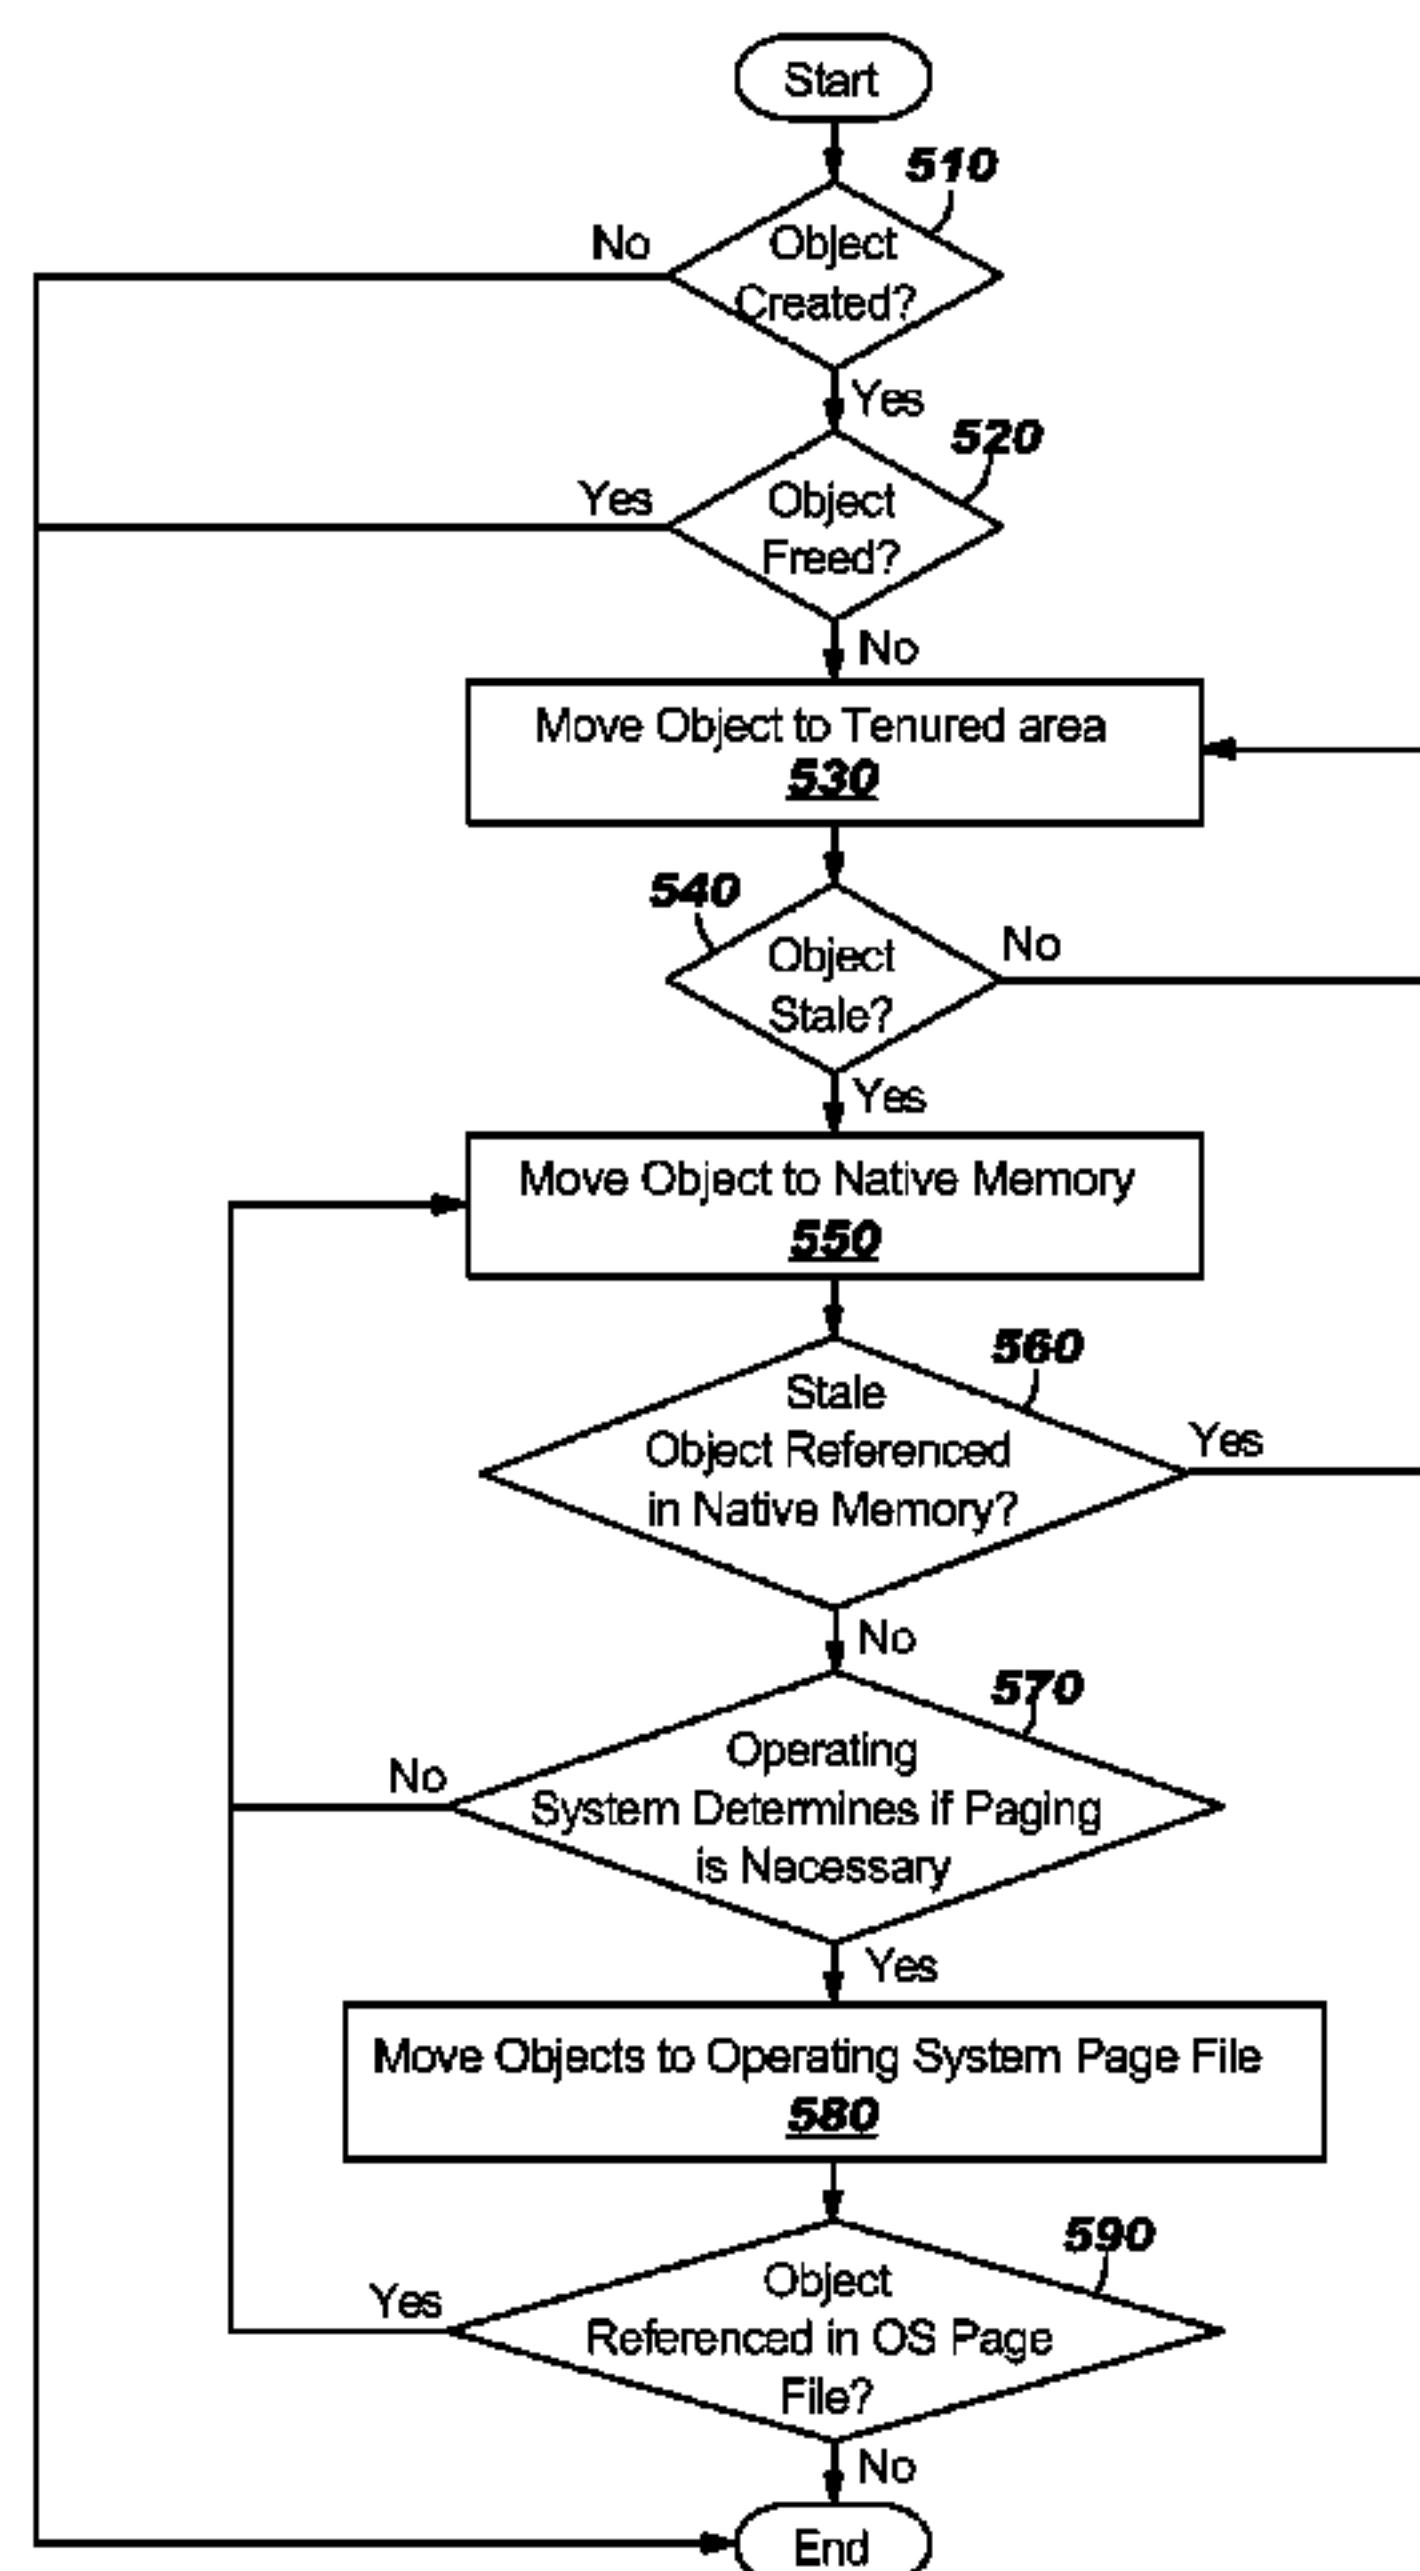 Start
510
No
Object
Created?
Yes
520
Yes
Object
Freed?
No
Move Object to Tenured area
530
540
Object
Stale?
No
Yes
Move Object to Native Memory
550
560
Stale
Object Referenced
in Native Memory?
Yes
No
570
No
Operating
System Determines if Paging
is Necessary
Yes
Move Objects to Operating System Page File
580
590
Yes
Object
Referenced in OS Page
File?
No
End